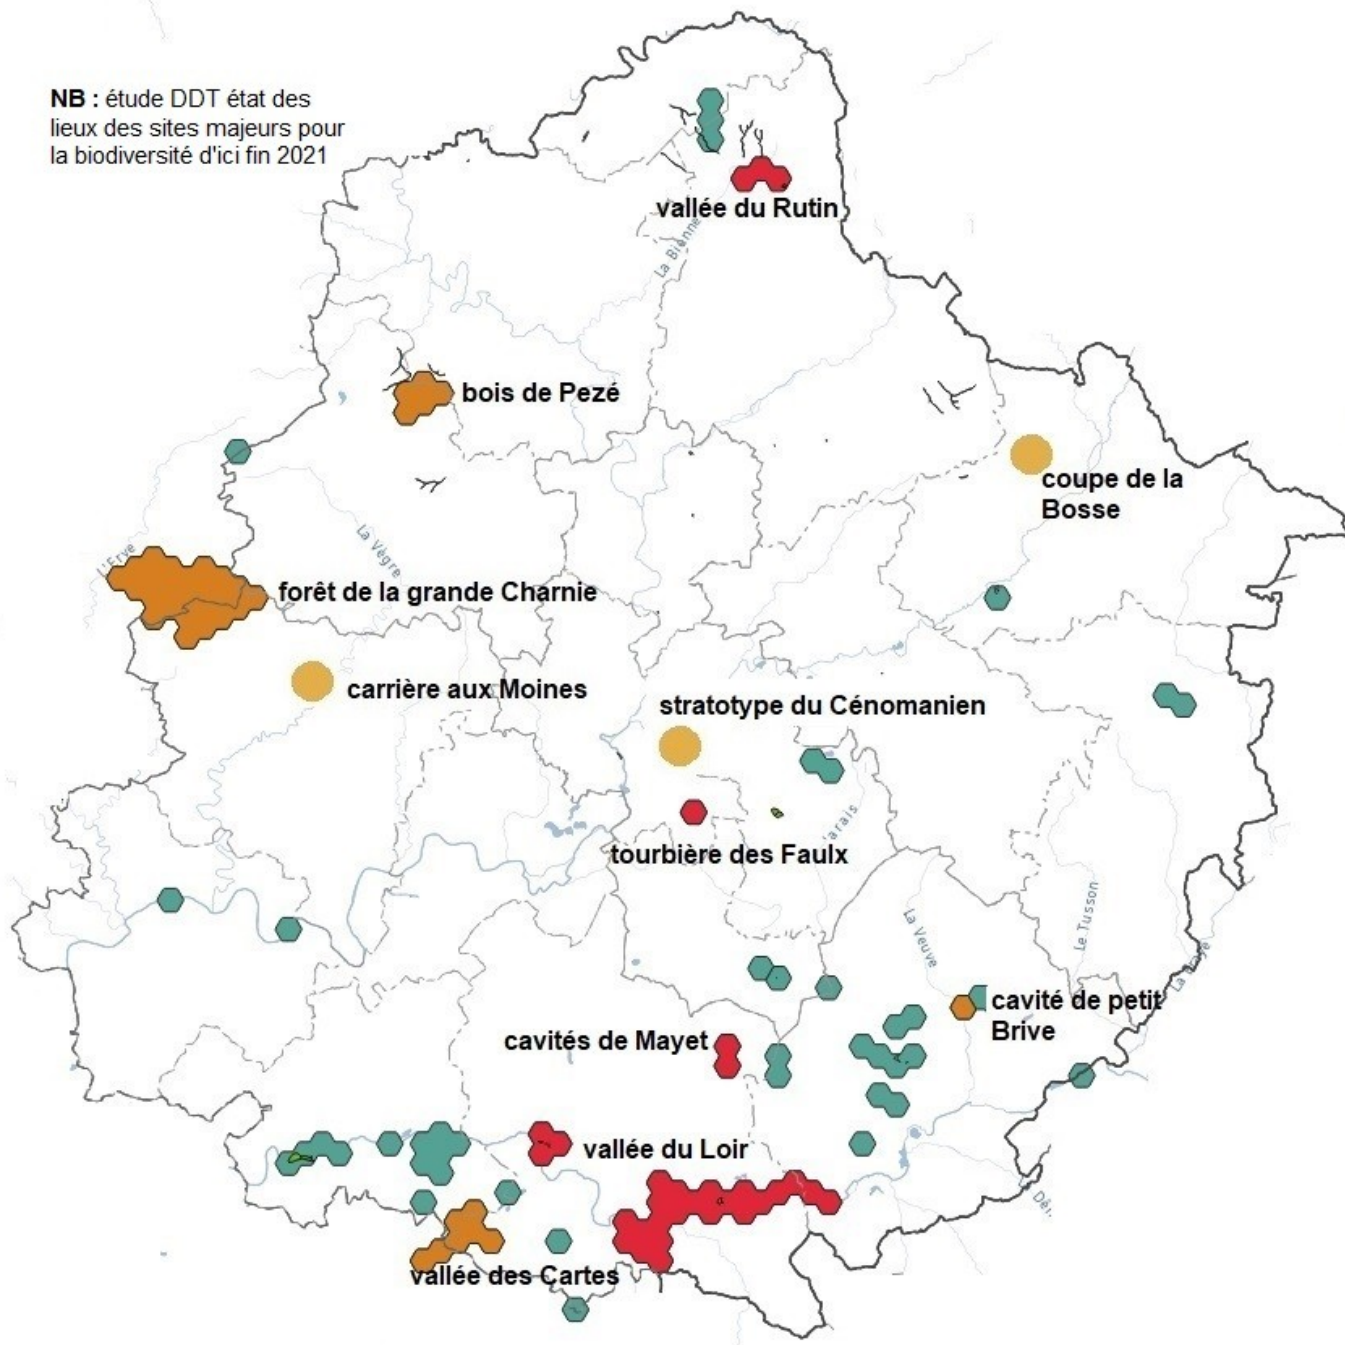 NB : étude DDT état des
lieux des sites majeurs pour
la biodiversité d'ici fin 2021
vallée du Rutin
La Bienne
bois de Pezé
coupe de la
Bosse
L'Erve
La Vègre
forêt de la grande Charnie
carrière aux Moines
stratotype du Cénomanien
arais
tourbière des Faulx
La Veuve
Le Tusson
cavité de petit
Brive
cavités de Mayet
vallée du Loir
vallée des Cartes